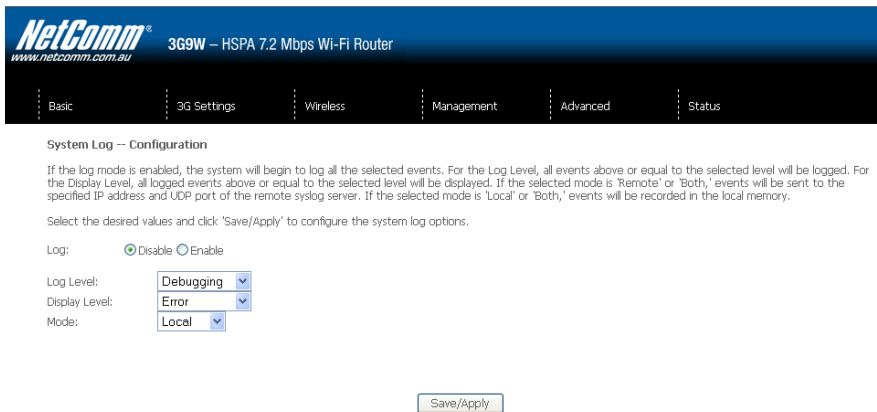 NetComm®
www.netcomm.com.au
3G9W – HSPA 7.2 Mbps Wi-Fi Router
Basic 3G Settings Wireless Management Advanced Status
System Log -- Configuration
If the log mode is enabled, the system will begin to log all the selected events. For the Log Level, all events above or equal to the selected level will be logged. For
the Display Level, all logged events above or equal to the selected level will be displayed. If the selected mode is 'Remote' or 'Both,' events will be sent to the
specified IP address and UDP port of the remote syslog server. If the selected mode is 'Local' or 'Both,' events will be recorded in the local memory.
Select the desired values and click 'Save/Apply' to configure the system log options.
Log: Disable Enable
Log Level: Debugging
Display Level: Error
Mode: Local
Save/Apply